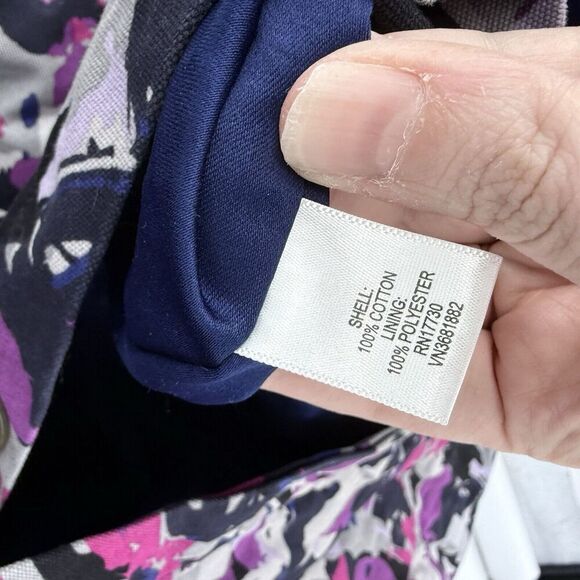 SHELL:
100% COTTON
LINING:
100% POLYESTER
RN17730
VN3681882